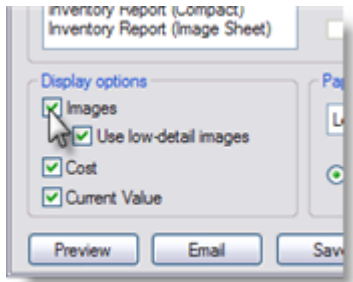 Inventory Report (Compact)
Inventory Report (Image Sheet)
Display options
Images
Use low-detail images
Cost
Current Value
Preview
Email